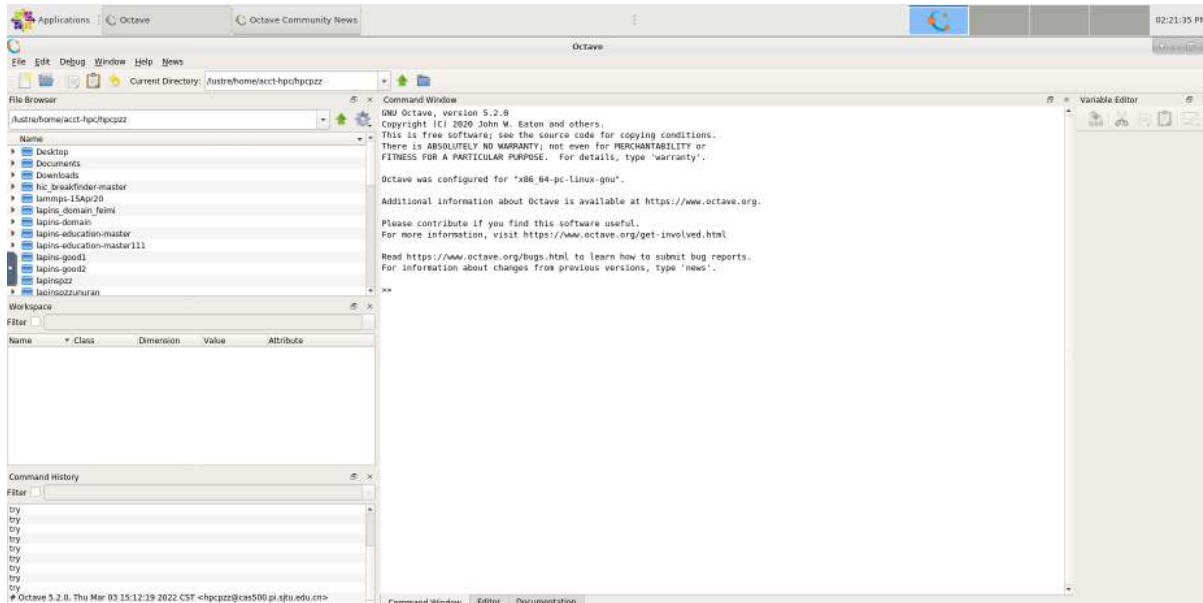 Applications
Octave
Octave Community News
02:21:35 PM
Octave
File Edit Debug Window Help News
Current Directory: /lustre/home/acct-hpc/hpcpzz
File Browser
/lustre/home/acct-hpc/hpcpzz
Name
Desktop
Documents
Downloads
hic_breakfinder-master
lammps-15Apr20
lapins_domain_feimi
lapins-domain
lapins-education-master
lapins-education-master111
lapins-good1
lapins-good2
lapinspzz
lapinspzzunuran
Workspace
Filter
Name Class Dimension Value Attribute
Command History
Filter
try
try
try
try
try
try
try
try
try
# Octave 5.2.0, Thu Mar 03 15:12:19 2022 CST <hpcpzz@cas500.pi.sjtu.edu.cn>
Command Window
GNU Octave, version 5.2.0
Copyright (C) 2020 John W. Eaton and others.
This is free software; see the source code for copying conditions.
There is ABSOLUTELY NO WARRANTY; not even for MERCHANTABILITY or
FITNESS FOR A PARTICULAR PURPOSE.  For details, type 'warranty'.
Octave was configured for "x86_64-pc-linux-gnu".
Additional information about Octave is available at https://www.octave.org.
Please contribute if you find this software useful.
For more information, visit https://www.octave.org/get-involved.html
Read https://www.octave.org/bugs.html to learn how to submit bug reports.
For information about changes from previous versions, type 'news'.
>>
Command Window Editor Documentation
Variable Editor